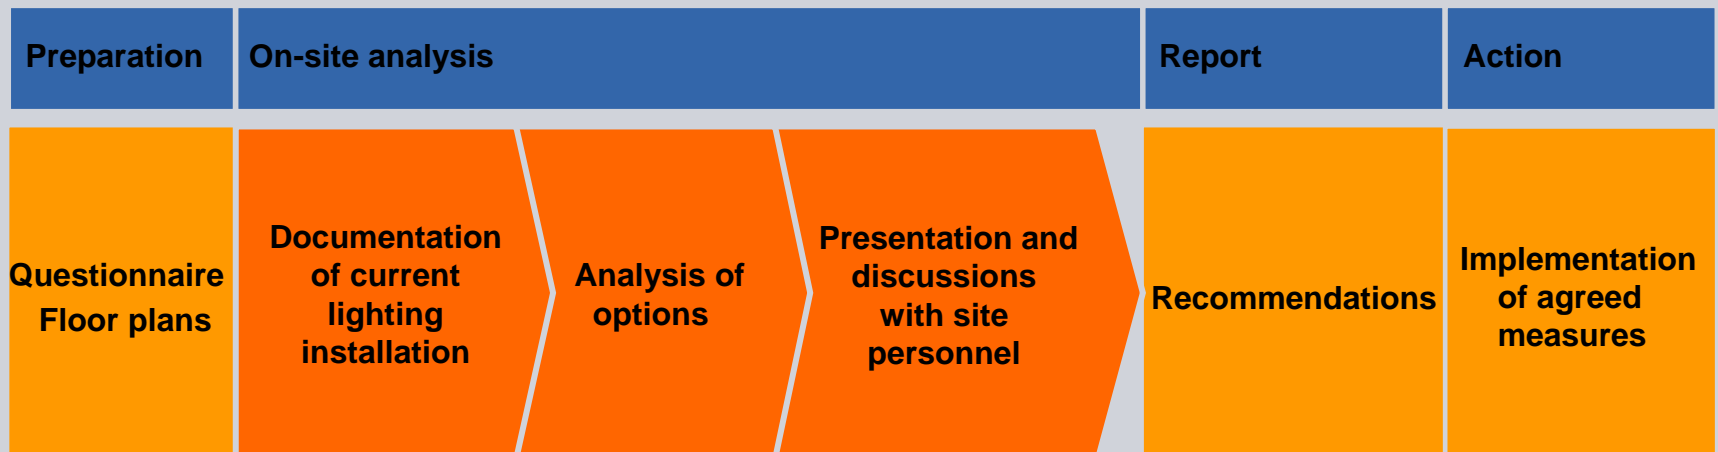 Preparation
On-site analysis
Report
Action
Questionnaire
Floor plans
Documentation
of current
lighting
installation
Analysis of
options
Presentation and
discussions
with site
personnel
Recommendations
Implementation
of agreed
measures